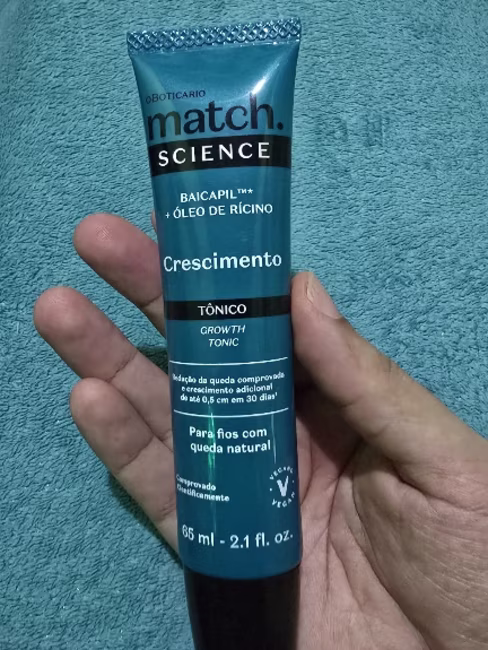 oBOTICÁRIO
match.
SCIENCE
BAICAPIL™*
+ ÓLEO DE RÍCINO
Crescimento
TÔNICO
GROWTH
TONIC
Redução da queda comprovada
e crescimento adicional
de até 0,5 cm em 30 dias¹
Para fios com
queda natural
Comprovado
Cientificamente
VEGANO
V
VEGAN
65 ml - 2.1 fl. oz.